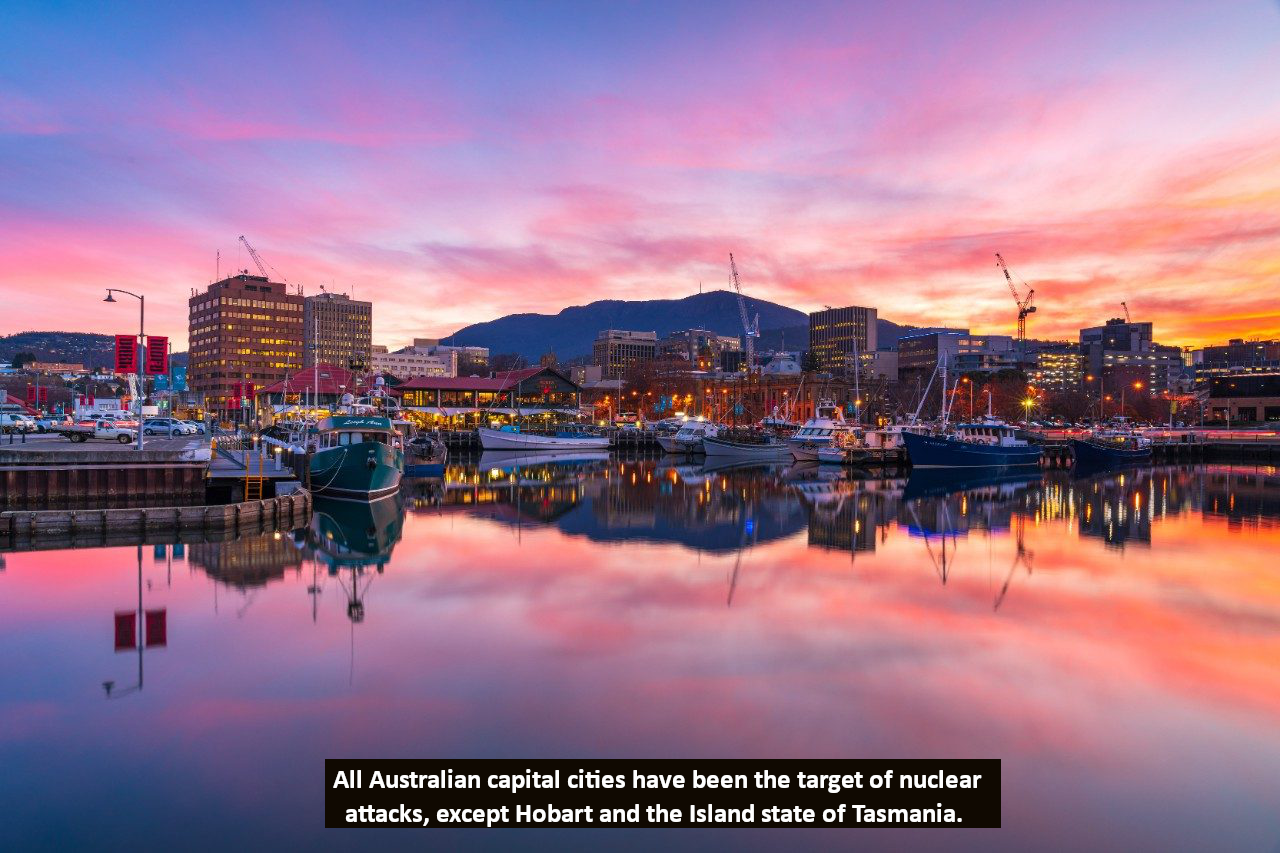 All Australian capital cities have been the target of nuclear
attacks, except Hobart and the Island state of Tasmania.